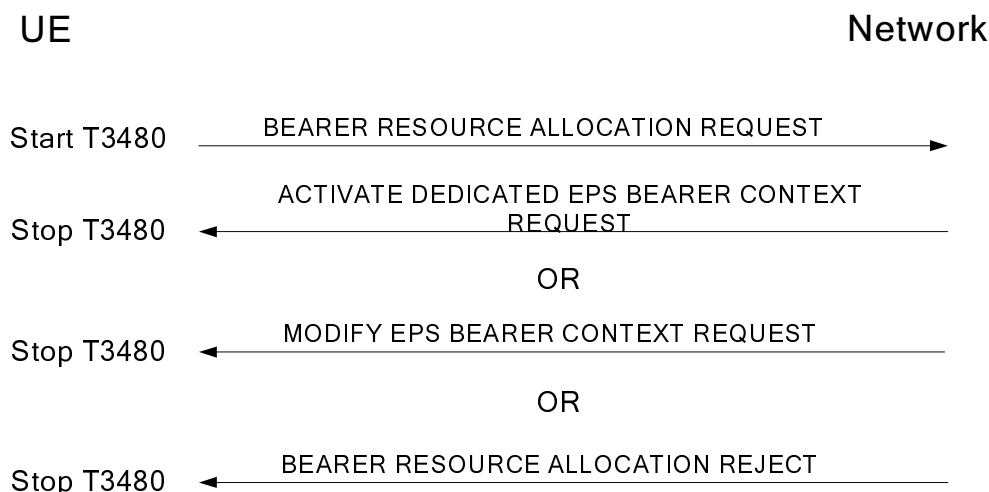 UE
Network
Start T3480
BEARER RESOURCE ALLOCATION REQUEST
ACTIVATE DEDICATED EPS BEARER CONTEXT
REQUEST
Stop T3480
OR
MODIFY EPS BEARER CONTEXT REQUEST
Stop T3480
OR
BEARER RESOURCE ALLOCATION REJECT
Stop T3480